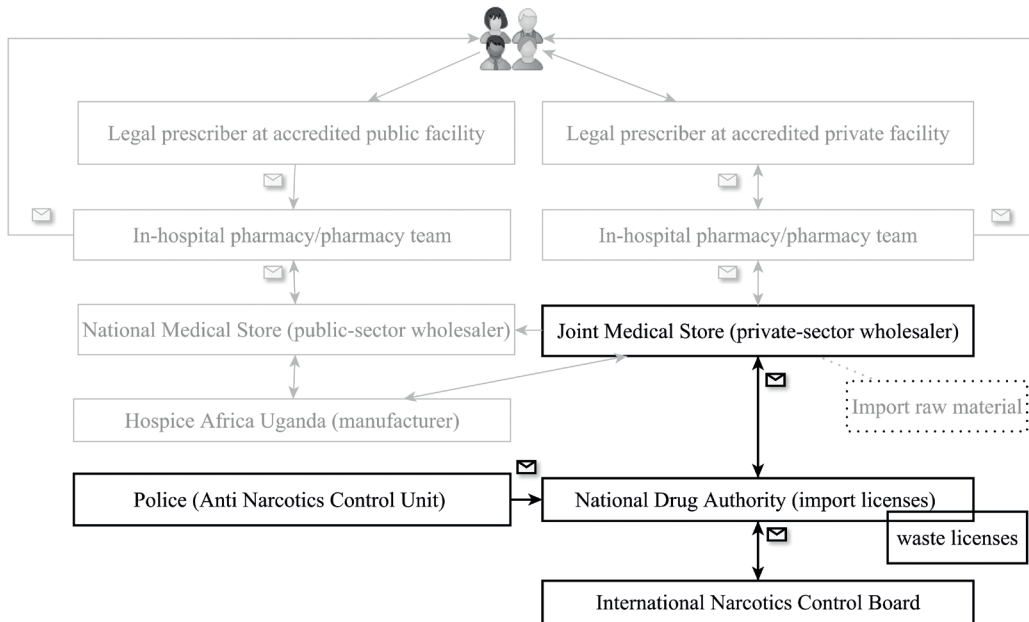 Legal prescriber at accredited public facility
Legal prescriber at accredited private facility
In-hospital pharmacy/pharmacy team
In-hospital pharmacy/pharmacy team
National Medical Store (public-sector wholesaler)
Joint Medical Store (private-sector wholesaler)
Import raw material
Hospice Africa Uganda (manufacturer)
Police (Anti Narcotics Control Unit)
National Drug Authority (import licenses)
waste licenses
International Narcotics Control Board